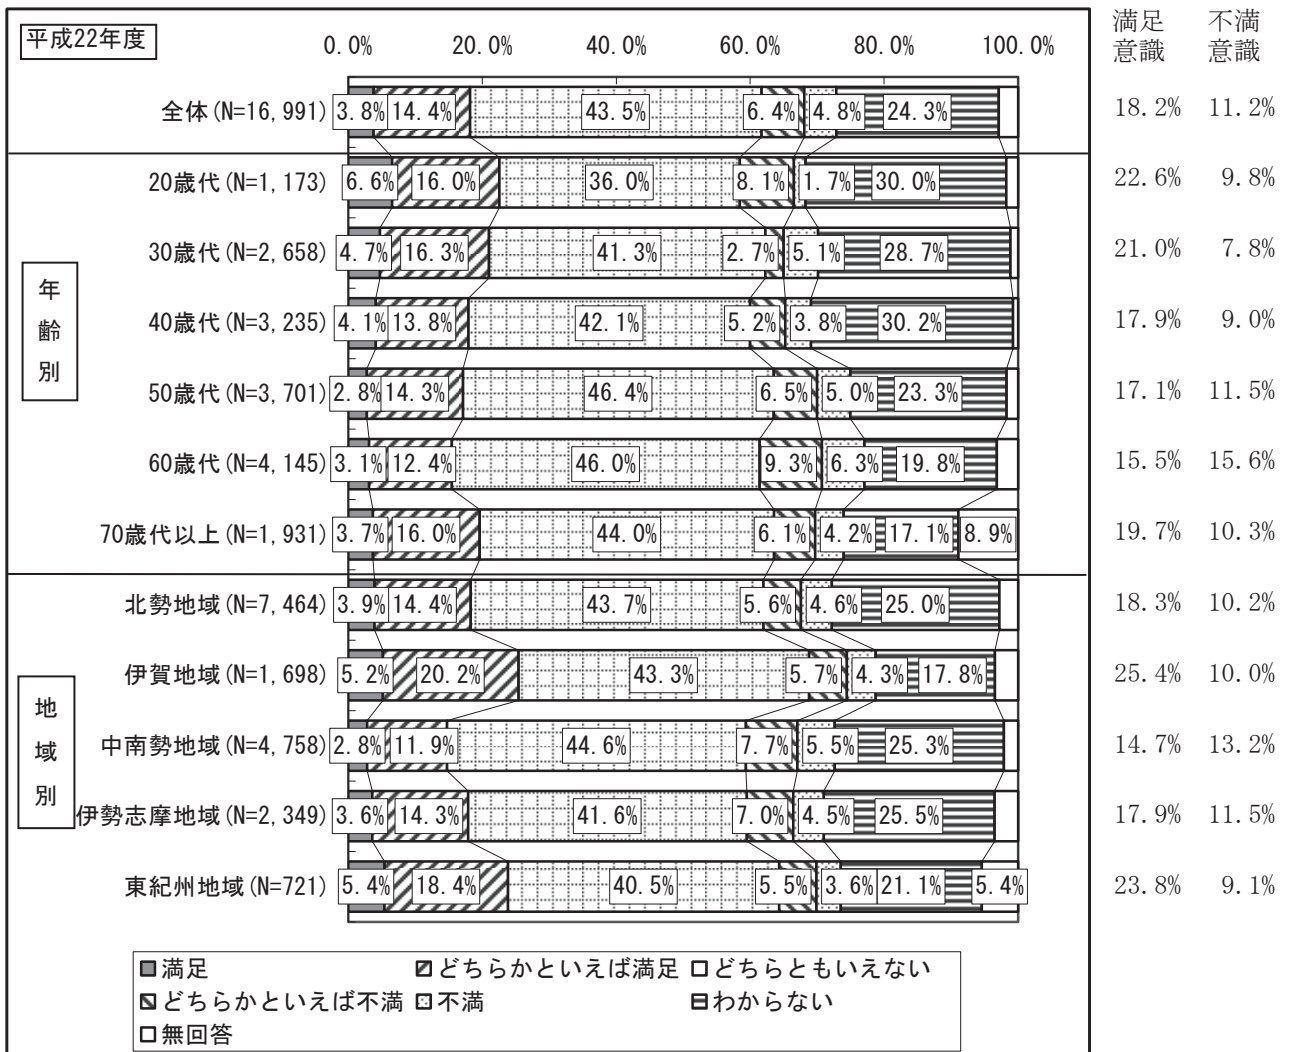 満足 不満
意識 意識
平成22年度
0.0% 20.0% 40.0% 60.0% 80.0% 100.0%
全体(N=16,991) 3.8% 14.4% 43.5% 6.4% 4.8% 24.3% 18.2% 11.2%
年齢別
20歳代(N=1,173) 6.6% 16.0% 36.0% 8.1% 1.7% 30.0% 22.6% 9.8%
30歳代(N=2,658) 4.7% 16.3% 41.3% 2.7% 5.1% 28.7% 21.0% 7.8%
40歳代(N=3,235) 4.1% 13.8% 42.1% 5.2% 3.8% 30.2% 17.9% 9.0%
50歳代(N=3,701) 2.8% 14.3% 46.4% 6.5% 5.0% 23.3% 17.1% 11.5%
60歳代(N=4,145) 3.1% 12.4% 46.0% 9.3% 6.3% 19.8% 15.5% 15.6%
70歳代以上(N=1,931) 3.7% 16.0% 44.0% 6.1% 4.2% 17.1% 8.9% 19.7% 10.3%
地域別
北勢地域(N=7,464) 3.9% 14.4% 43.7% 5.6% 4.6% 25.0% 18.3% 10.2%
伊賀地域(N=1,698) 5.2% 20.2% 43.3% 5.7% 4.3% 17.8% 25.4% 10.0%
中南勢地域(N=4,758) 2.8% 11.9% 44.6% 7.7% 5.5% 25.3% 14.7% 13.2%
伊勢志摩地域(N=2,349) 3.6% 14.3% 41.6% 7.0% 4.5% 25.5% 17.9% 11.5%
東紀州地域(N=721) 5.4% 18.4% 40.5% 5.5% 3.6% 21.1% 5.4% 23.8% 9.1%
満足 どちらかといえば満足 どちらともいえない
どちらかといえば不満 不満 わからない
無回答